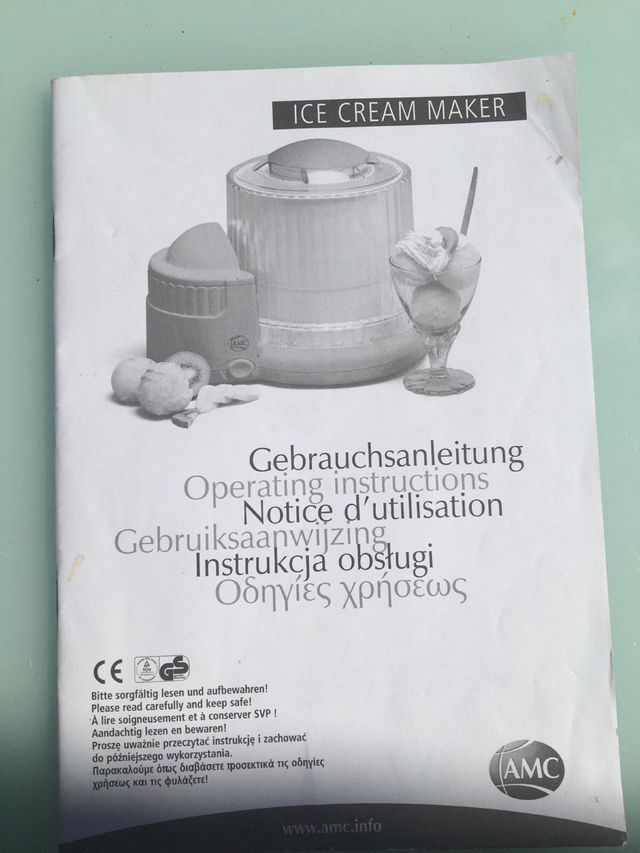 ICE CREAM MAKER
AMC
Gebrauchsanleitung
Operating instructions
Notice d'utilisation
Gebruiksaanwijzing
Instrukcja obsługi
Οδηγίες χρήσεως
CE TÜV GS
Bitte sorgfältig lesen und aufbewahren!
Please read carefully and keep safe!
À lire soigneusement et à conserver SVP !
Aandachtig lezen en bewaren!
Proszę uważnie przeczytać instrukcję i zachować
do późniejszego wykorzystania.
Παρακαλούμε όπως διαβάσετε προσεκτικά τις οδηγίες
χρήσεως και τις φυλάξετε!
AMC
www.amc.info